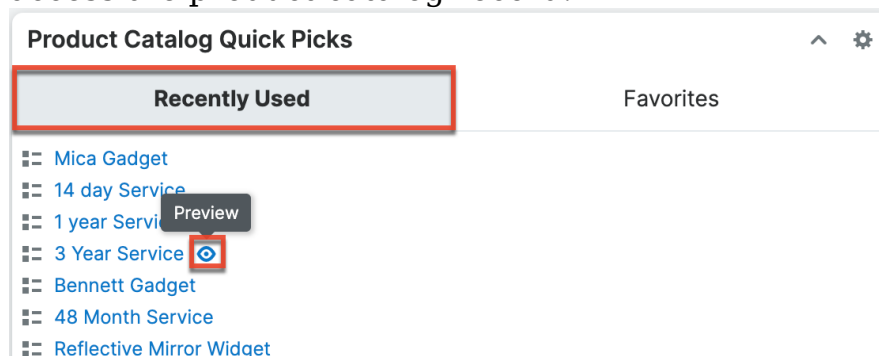 Product Catalog Quick Picks
Recently Used Favorites
Mica Gadget
14 day Service
Preview
1 year Servi
3 Year Service
Bennett Gadget
48 Month Service
Reflective Mirror Widget